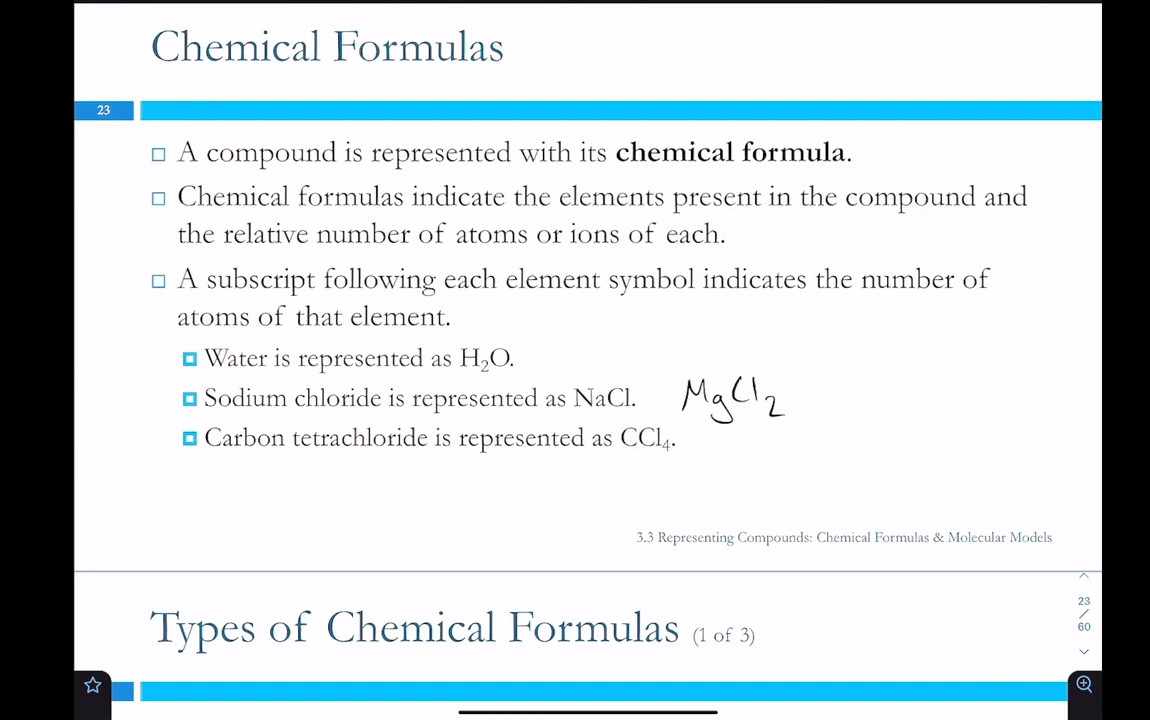 Chemical Formulas
23
A compound is represented with its chemical formula.
Chemical formulas indicate the elements present in the compound and
the relative number of atoms or ions of each.
A subscript following each element symbol indicates the number of
atoms of that element.
Water is represented as H₂O.
Sodium chloride is represented as NaCl.
MgCl₂
Carbon tetrachloride is represented as CCl₄.
3.3 Representing Compounds: Chemical Formulas & Molecular Models
23
/
60
Types of Chemical Formulas (1 of 3)